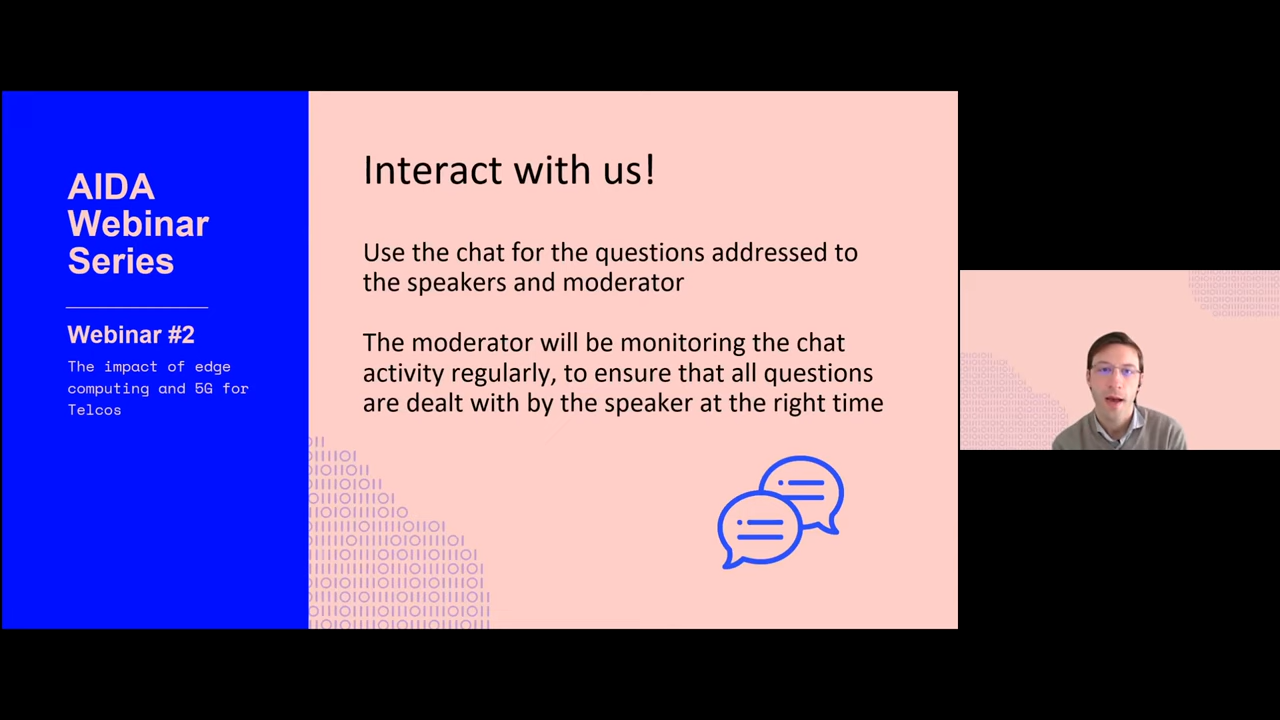 AIDA
Webinar
Series
Webinar #2
The impact of edge
computing and 5G for
Telcos
Interact with us!
Use the chat for the questions addressed to
the speakers and moderator
The moderator will be monitoring the chat
activity regularly, to ensure that all questions
are dealt with by the speaker at the right time